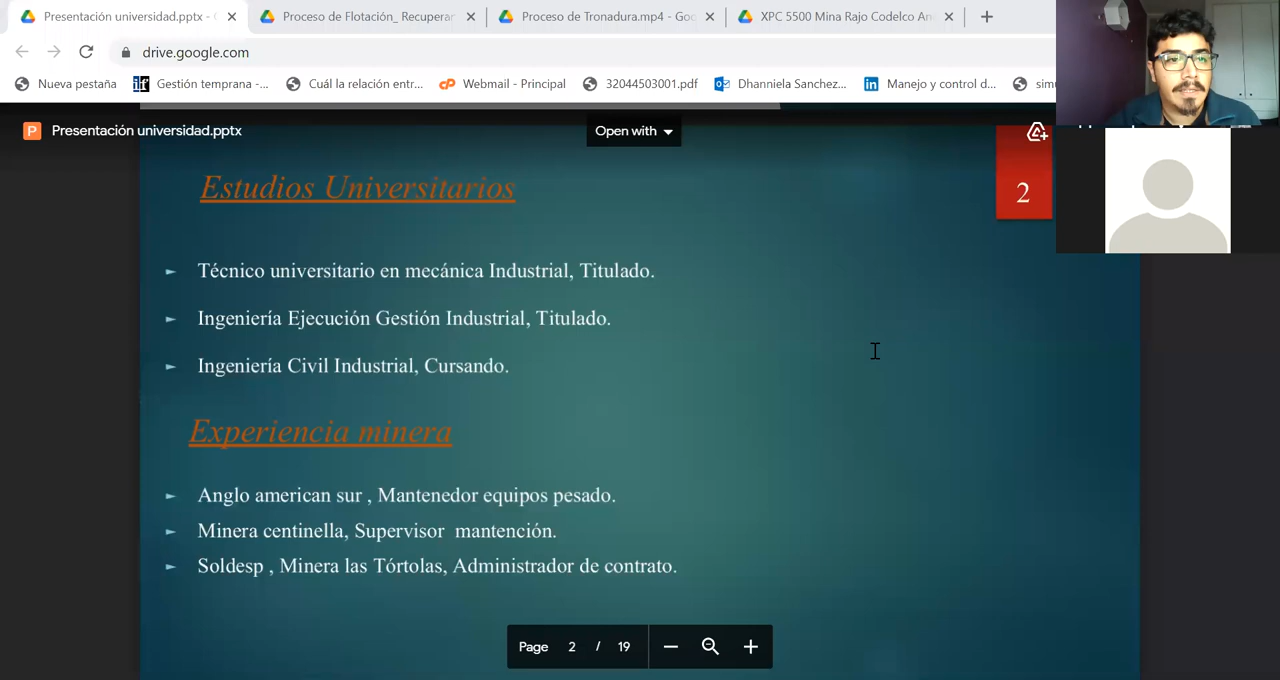 Presentación universidad.pptx - G
Proceso de Flotación_ Recuperar
Proceso de Tronadura.mp4 - Goo
XPC 5500 Mina Rajo Codelco An
drive.google.com
Nueva pestaña
Gestión temprana -...
Cuál la relación entr...
Webmail - Principal
32044503001.pdf
Dhanniela Sanchez...
Manejo y control d...
simu
P
Presentación universidad.pptx
Open with
2
Estudios Universitarios
Técnico universitario en mecánica Industrial, Titulado.
Ingeniería Ejecución Gestión Industrial, Titulado.
Ingeniería Civil Industrial, Cursando.
Experiencia minera
Anglo american sur , Mantenedor equipos pesado.
Minera centinella, Supervisor mantención.
Soldesp , Minera las Tórtolas, Administrador de contrato.
Page 2 / 19